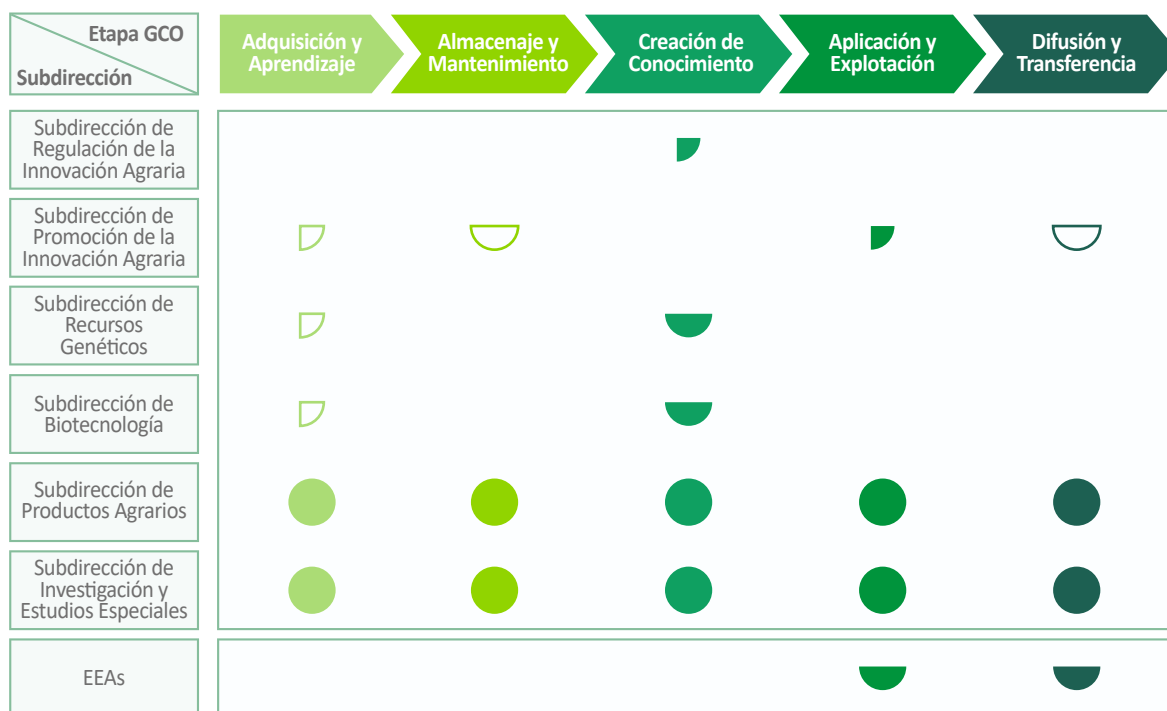 Etapa GCO
Subdirección
Adquisición y
Aprendizaje
Almacenaje y
Mantenimiento
Creación de
Conocimiento
Aplicación y
Explotación
Difusión y
Transferencia
Subdirección de
Regulación de la
Innovación Agraria
Subdirección de
Promoción de la
Innovación Agraria
Subdirección de
Recursos
Genéticos
Subdirección de
Biotecnología
Subdirección de
Productos Agrarios
Subdirección de
Investigación y
Estudios Especiales
EEAs